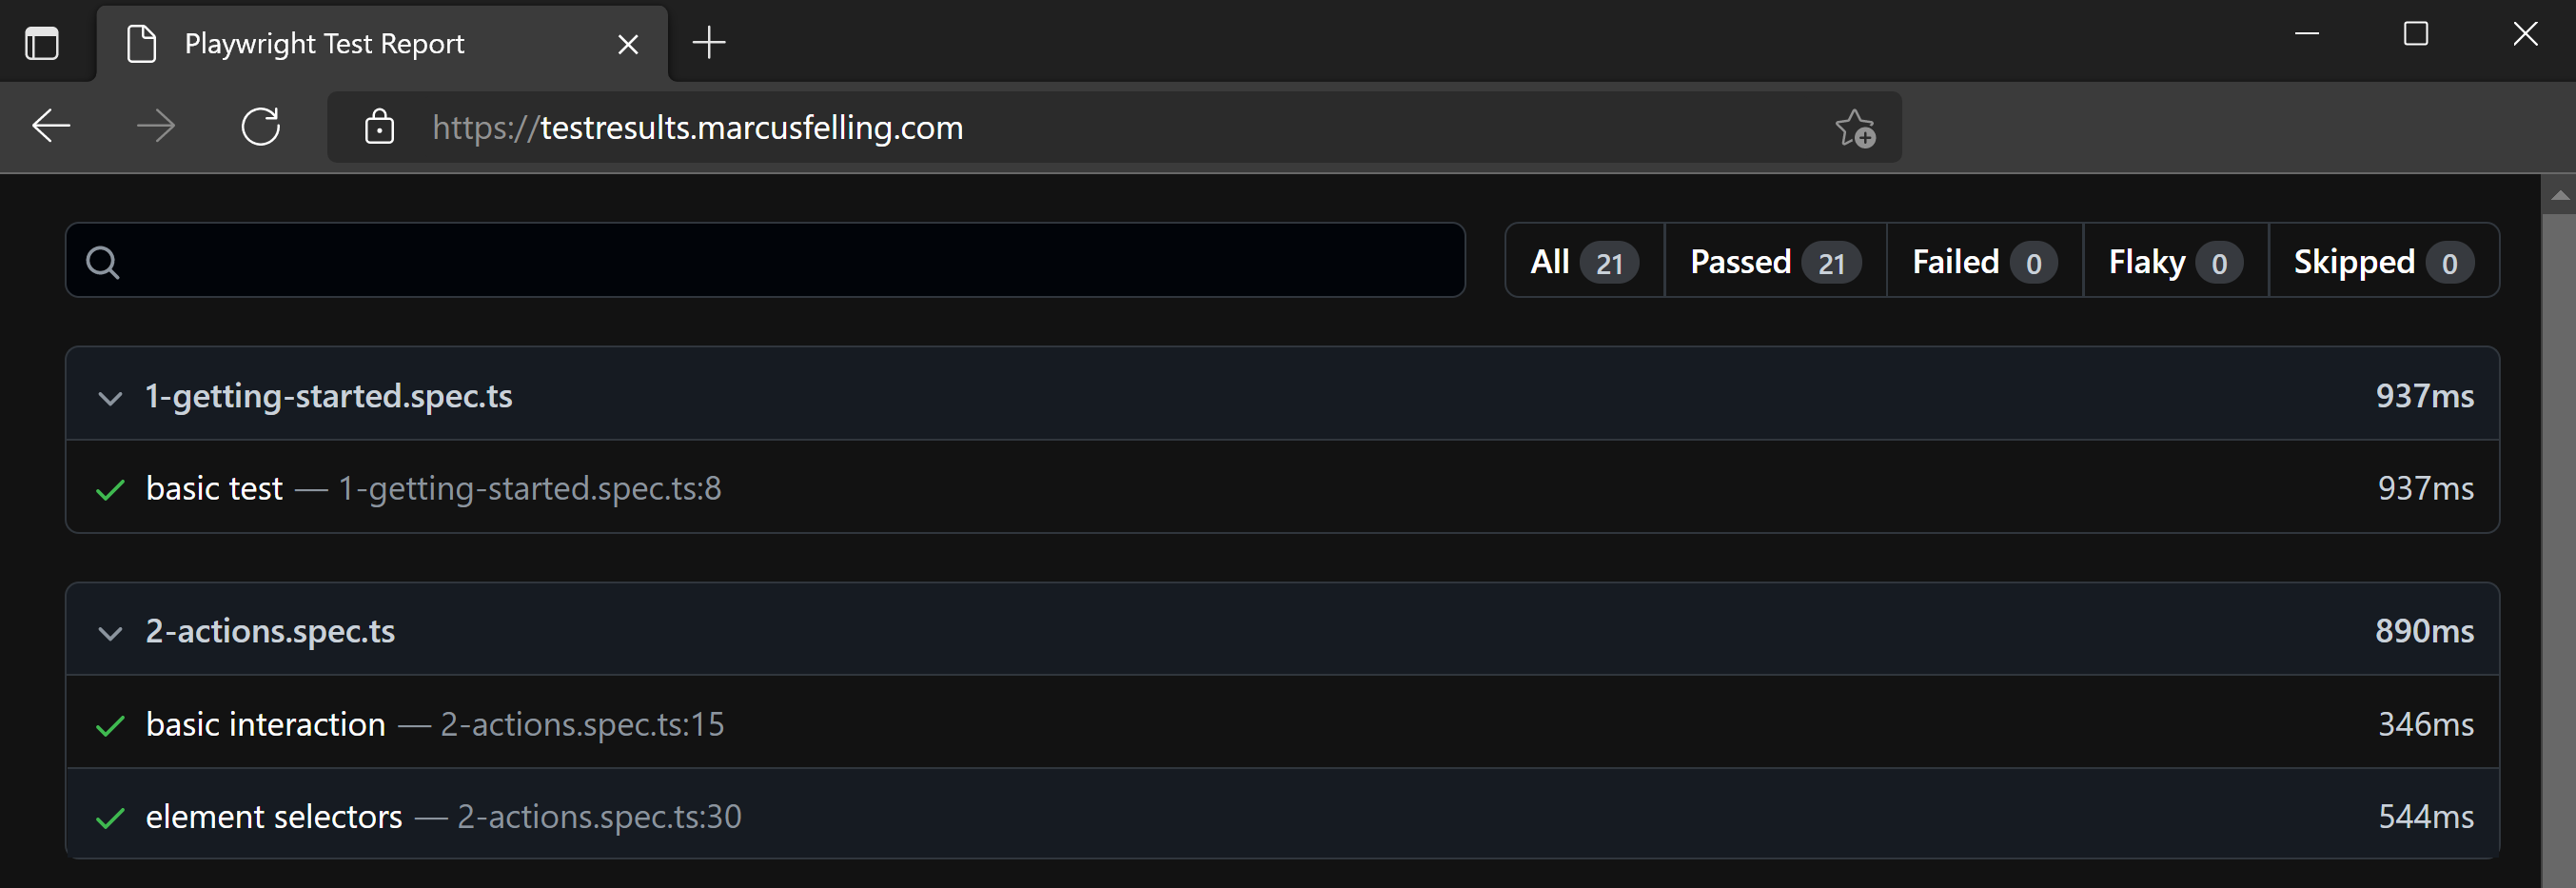 Playwright Test Report
https://testresults.marcusfelling.com
All 21 Passed 21 Failed 0 Flaky 0 Skipped 0
1-getting-started.spec.ts 937ms
basic test — 1-getting-started.spec.ts:8 937ms
2-actions.spec.ts 890ms
basic interaction — 2-actions.spec.ts:15 346ms
element selectors — 2-actions.spec.ts:30 544ms